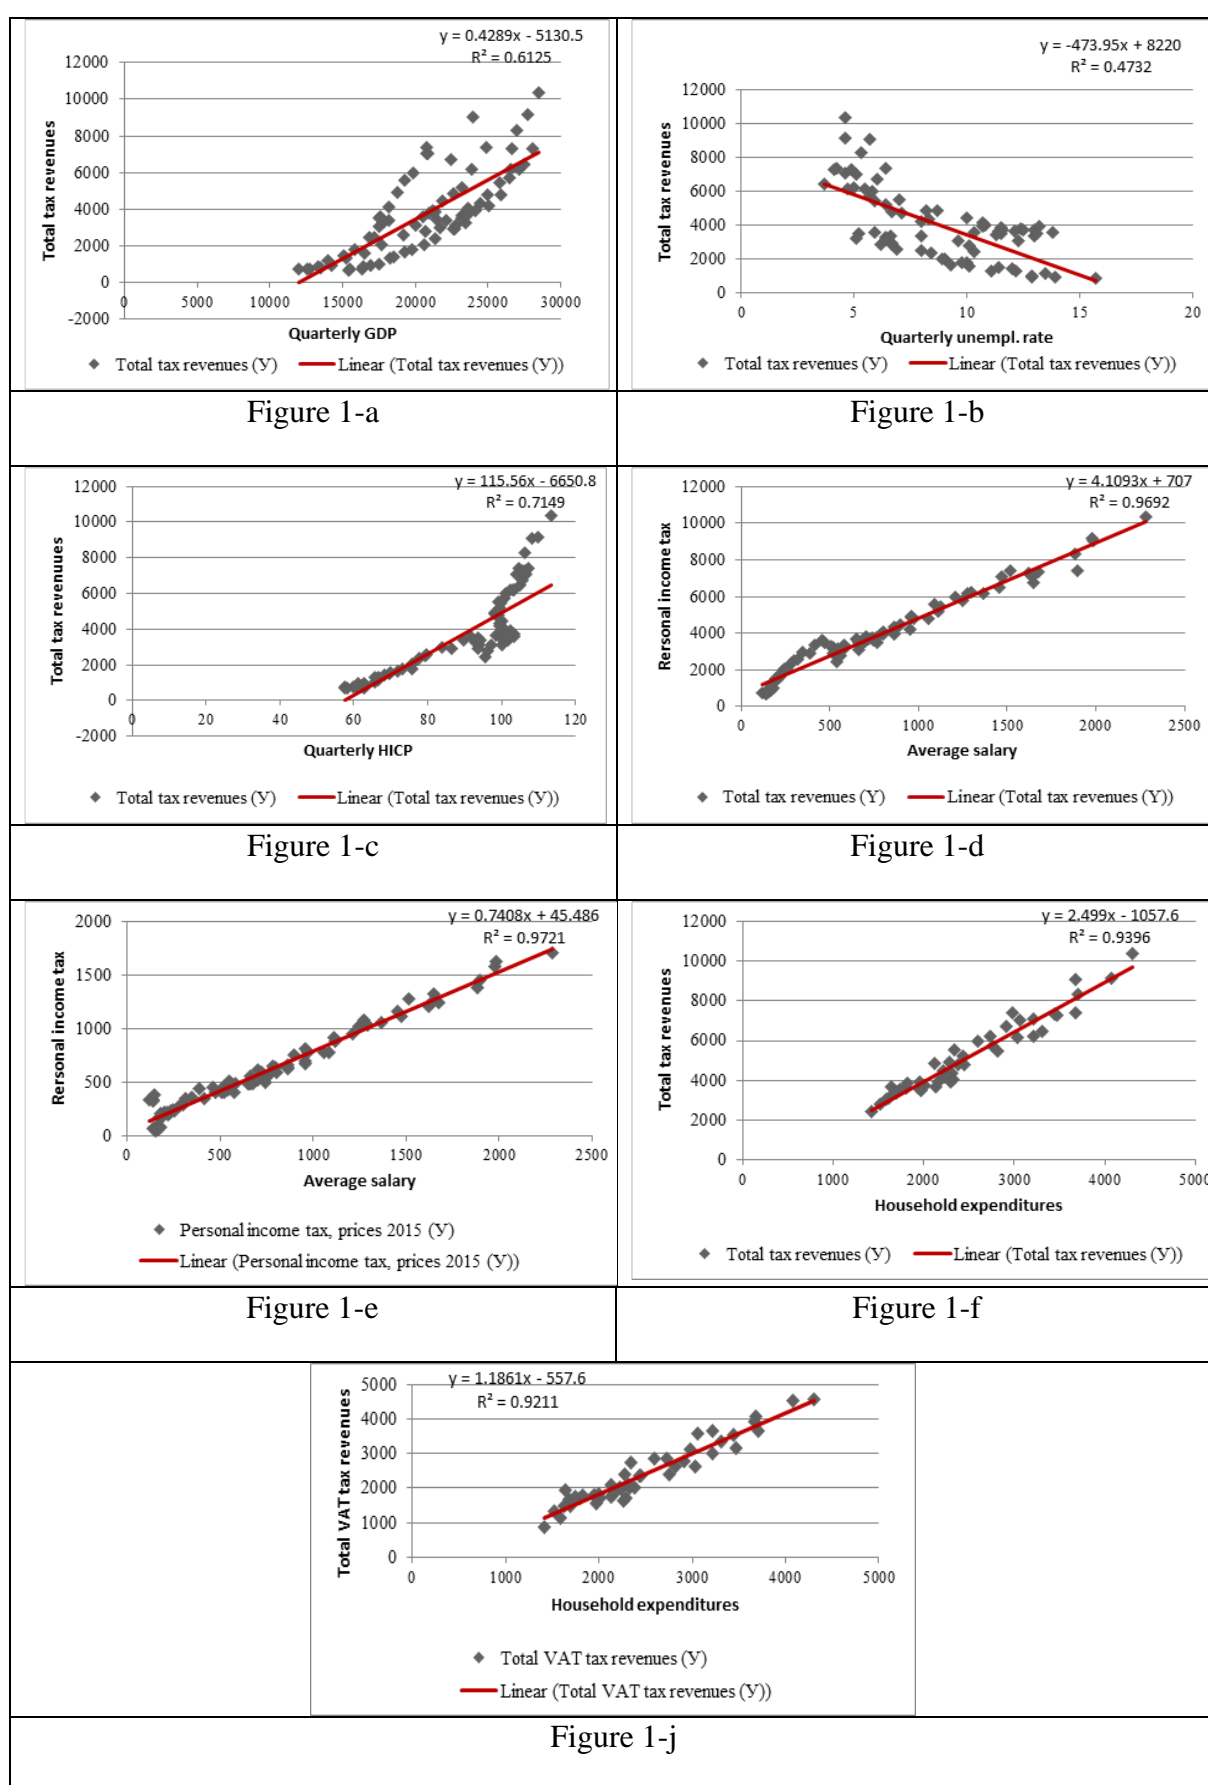 y = 0.4289x - 5130.5
R² = 0.6125
12000
10000
8000
6000
4000
2000
0
-2000
0 5000 10000 15000 20000 25000 30000
Total tax revenues
Quarterly GDP
Total tax revenues (У) Linear (Total tax revenues (У))
Figure 1-a
y = -473.95x + 8220
R² = 0.4732
12000
10000
8000
6000
4000
2000
0
0 5 10 15 20
Total tax revenues
Quarterly unempl. rate
Total tax revenues (У) Linear (Total tax revenues (У))
Figure 1-b
y = 115.56x - 6650.8
R² = 0.7149
12000
10000
8000
6000
4000
2000
0
-2000
0 20 40 60 80 100 120
Total tax revenuues
Quarterly HICP
Total tax revenues (У) Linear (Total tax revenues (У))
Figure 1-c
y = 4.1093x + 707
R² = 0.9692
12000
10000
8000
6000
4000
2000
0
0 500 1000 1500 2000 2500
Rersonal income tax
Average salary
Total tax revenues (Y) Linear (Total tax revenues (Y))
Figure 1-d
y = 0.7408x + 45.486
R² = 0.9721
2000
1500
1000
500
0
0 500 1000 1500 2000 2500
Rersonal income tax
Average salary
Personal income tax, prices 2015 (У)
Linear (Personal income tax, prices 2015 (У))
Figure 1-e
y = 2.499x - 1057.6
R² = 0.9396
12000
10000
8000
6000
4000
2000
0
0 1000 2000 3000 4000 5000
Total tax revenues
Household expenditures
Total tax revenues (У) Linear (Total tax revenues (У))
Figure 1-f
y = 1.1861x - 557.6
R² = 0.9211
5000
4000
3000
2000
1000
0
0 1000 2000 3000 4000 5000
Total VAT tax revenues
Household expenditures
Total VAT tax revenues (У)
Linear (Total VAT tax revenues (У))
Figure 1-j